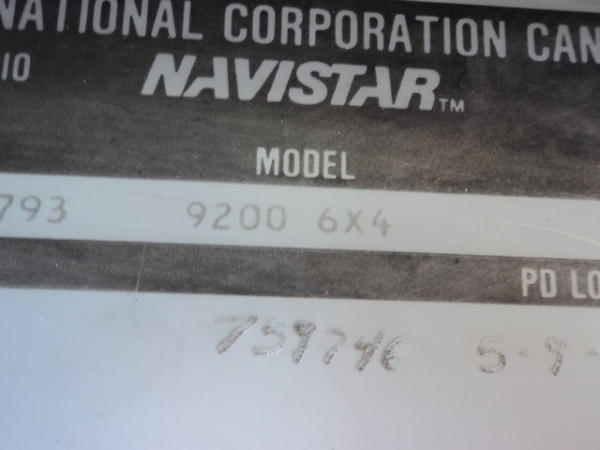 NATIONAL CORPORATION CAN
IO
NAVISTAR™
MODEL
793 9200 6X4
PD LO
759746 5-9-